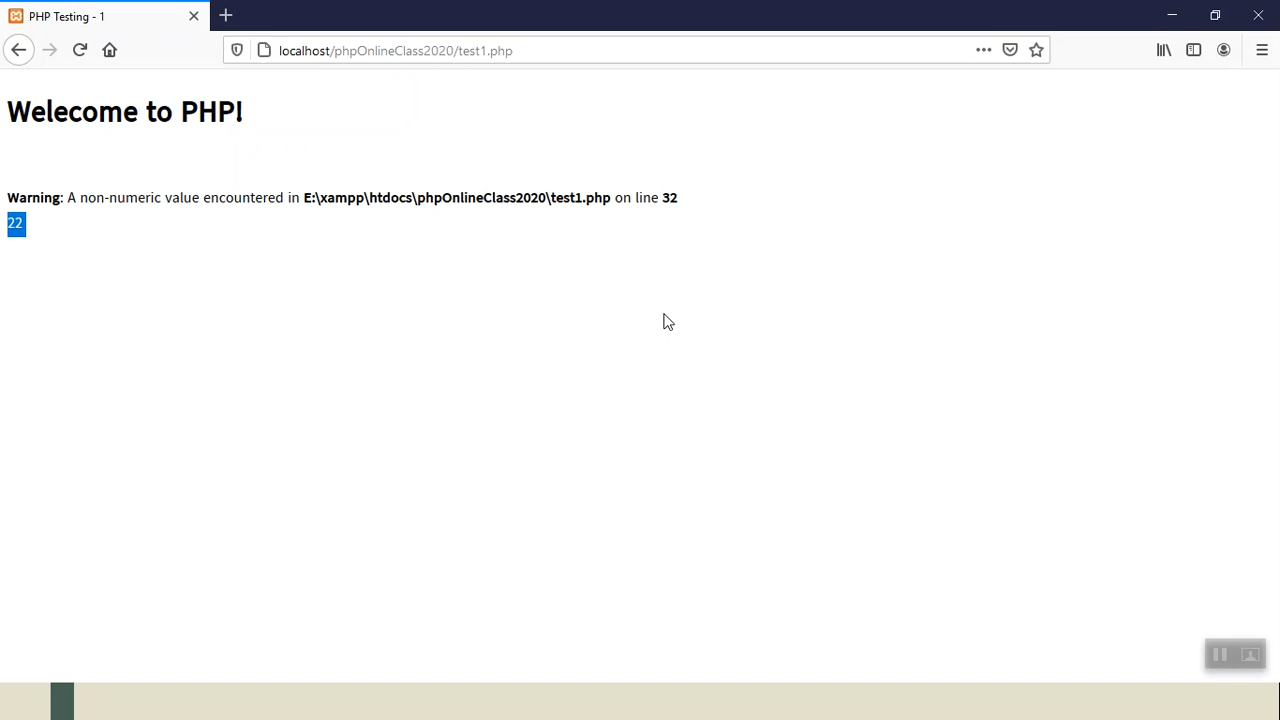 PHP Testing - 1
localhost/phpOnlineClass2020/test1.php
Welecome to PHP!
Warning: A non-numeric value encountered in E:\xampp\htdocs\phpOnlineClass2020\test1.php on line 32
22